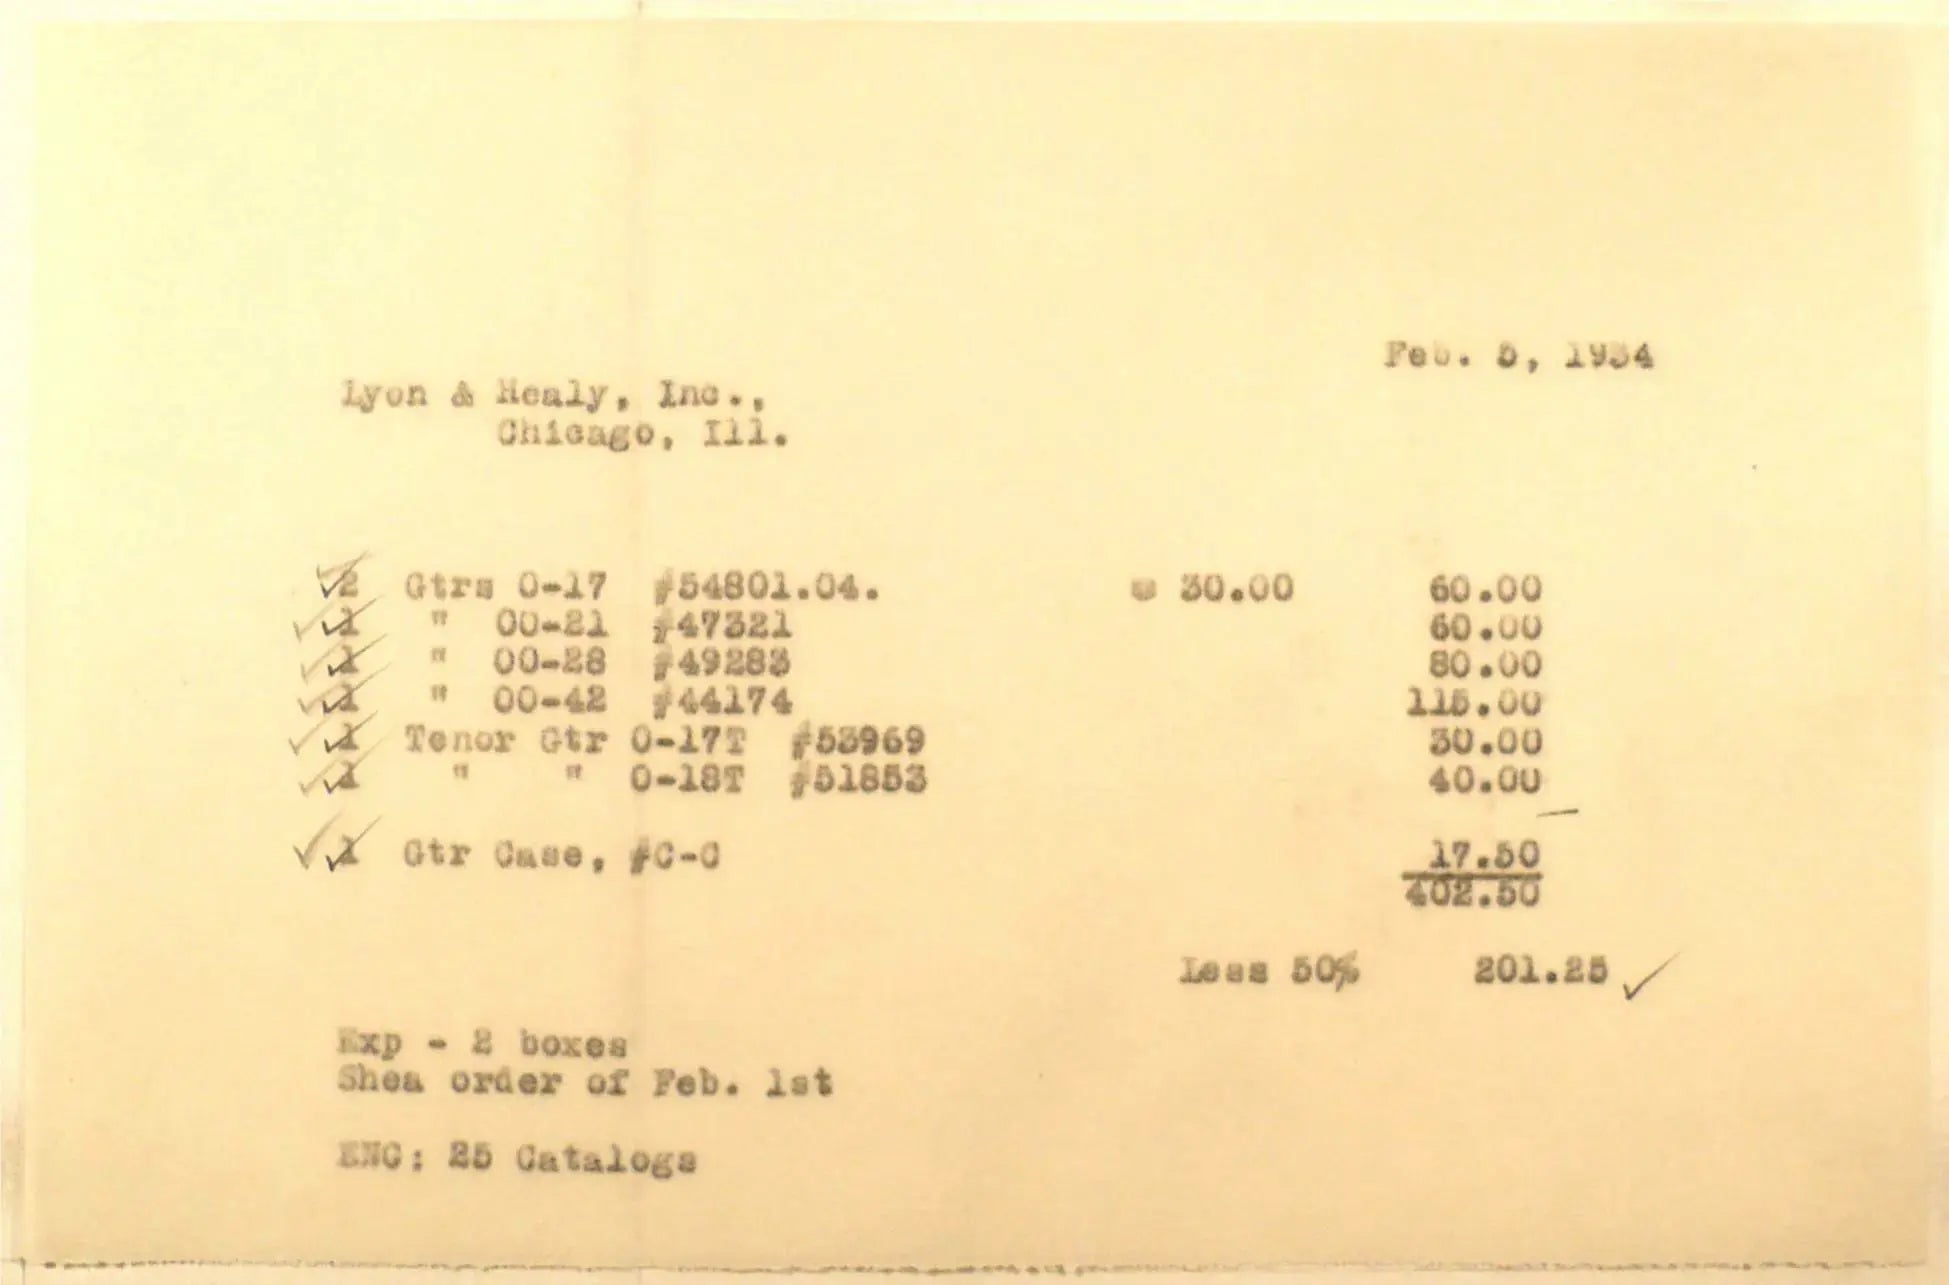 Feb. 5, 1934
Lyon & Healy, Inc.,
Chicago, Ill.
2 Gtrs 0-17 #54801.04. @ 30.00 60.00
1 " 00-21 #47321 60.00
1 " 00-28 #49283 80.00
1 " 00-42 #44174 115.00
1 Tenor Gtr 0-17T #53969 30.00
1 " " 0-18T #51853 40.00
1 Gtr Case, #C-C 17.50
402.50
Less 50% 201.25
Exp - 2 boxes
Shea order of Feb. 1st
ENC: 25 Catalogs